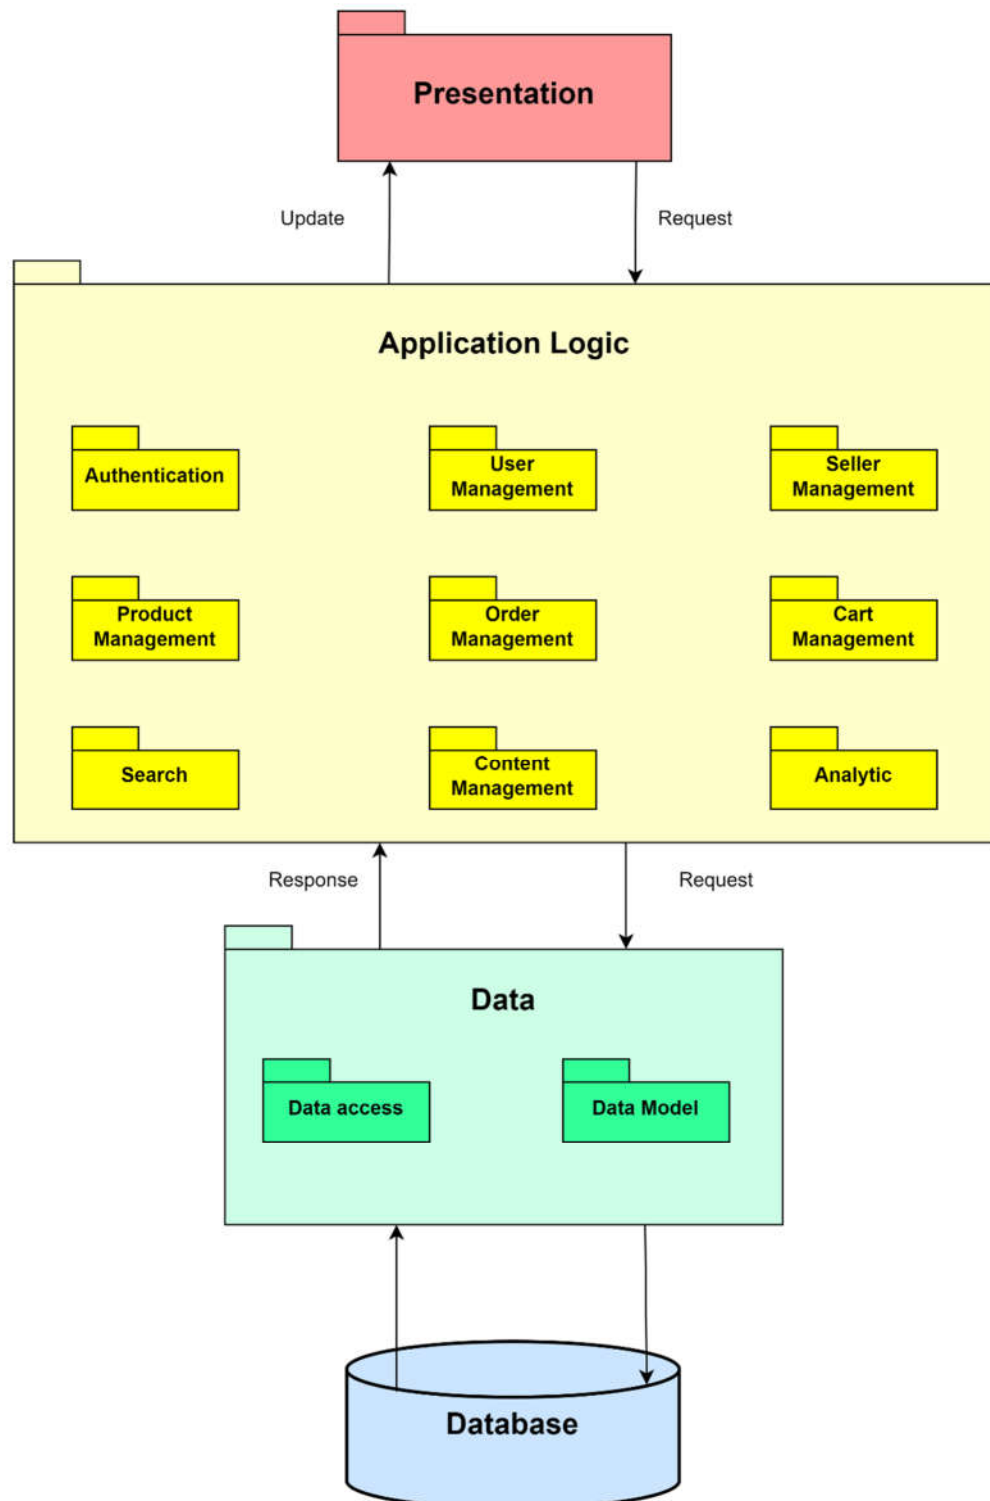 Presentation
Update
Request
Application Logic
Authentication
User
Management
Seller
Management
Product
Management
Order
Management
Cart
Management
Search
Content
Management
Analytic
Response
Request
Data
Data access
Data Model
Database